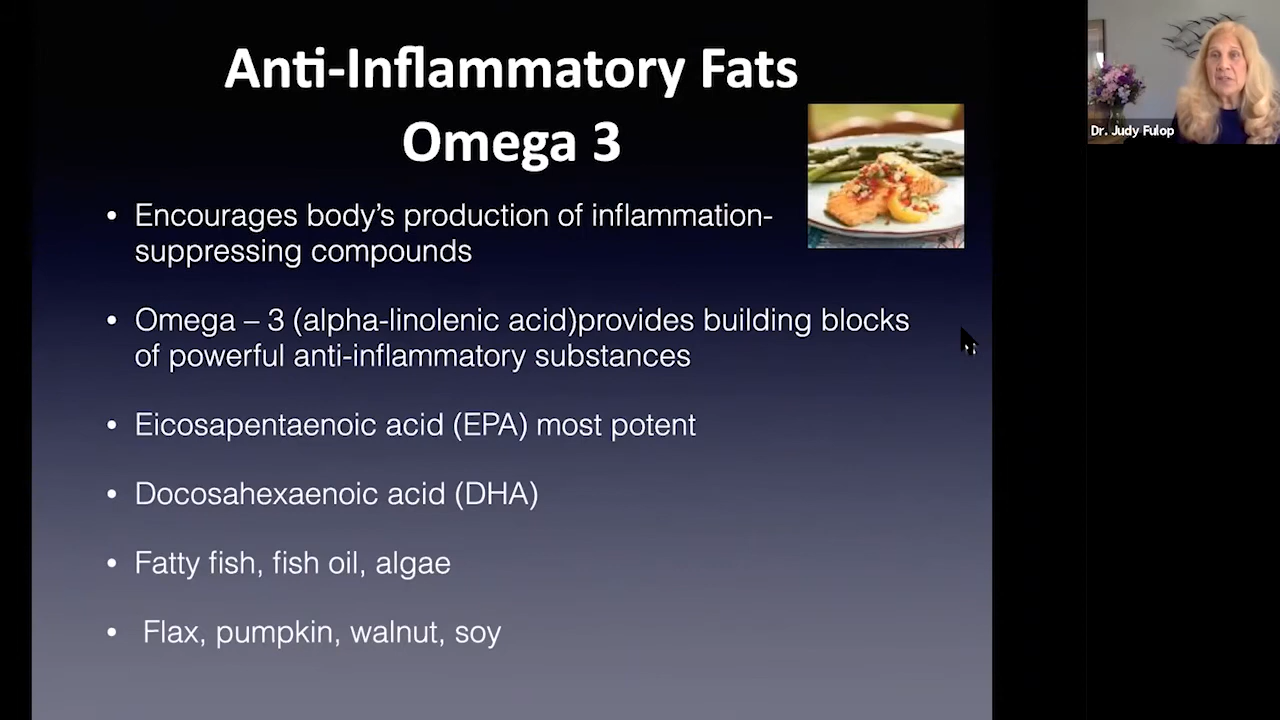 Anti-Inflammatory Fats
Omega 3
• Encourages body’s production of inflammation-
suppressing compounds
• Omega – 3 (alpha-linolenic acid)provides building blocks
of powerful anti-inflammatory substances
• Eicosapentaenoic acid (EPA) most potent
• Docosahexaenoic acid (DHA)
• Fatty fish, fish oil, algae
• Flax, pumpkin, walnut, soy
Dr. Judy Fulop